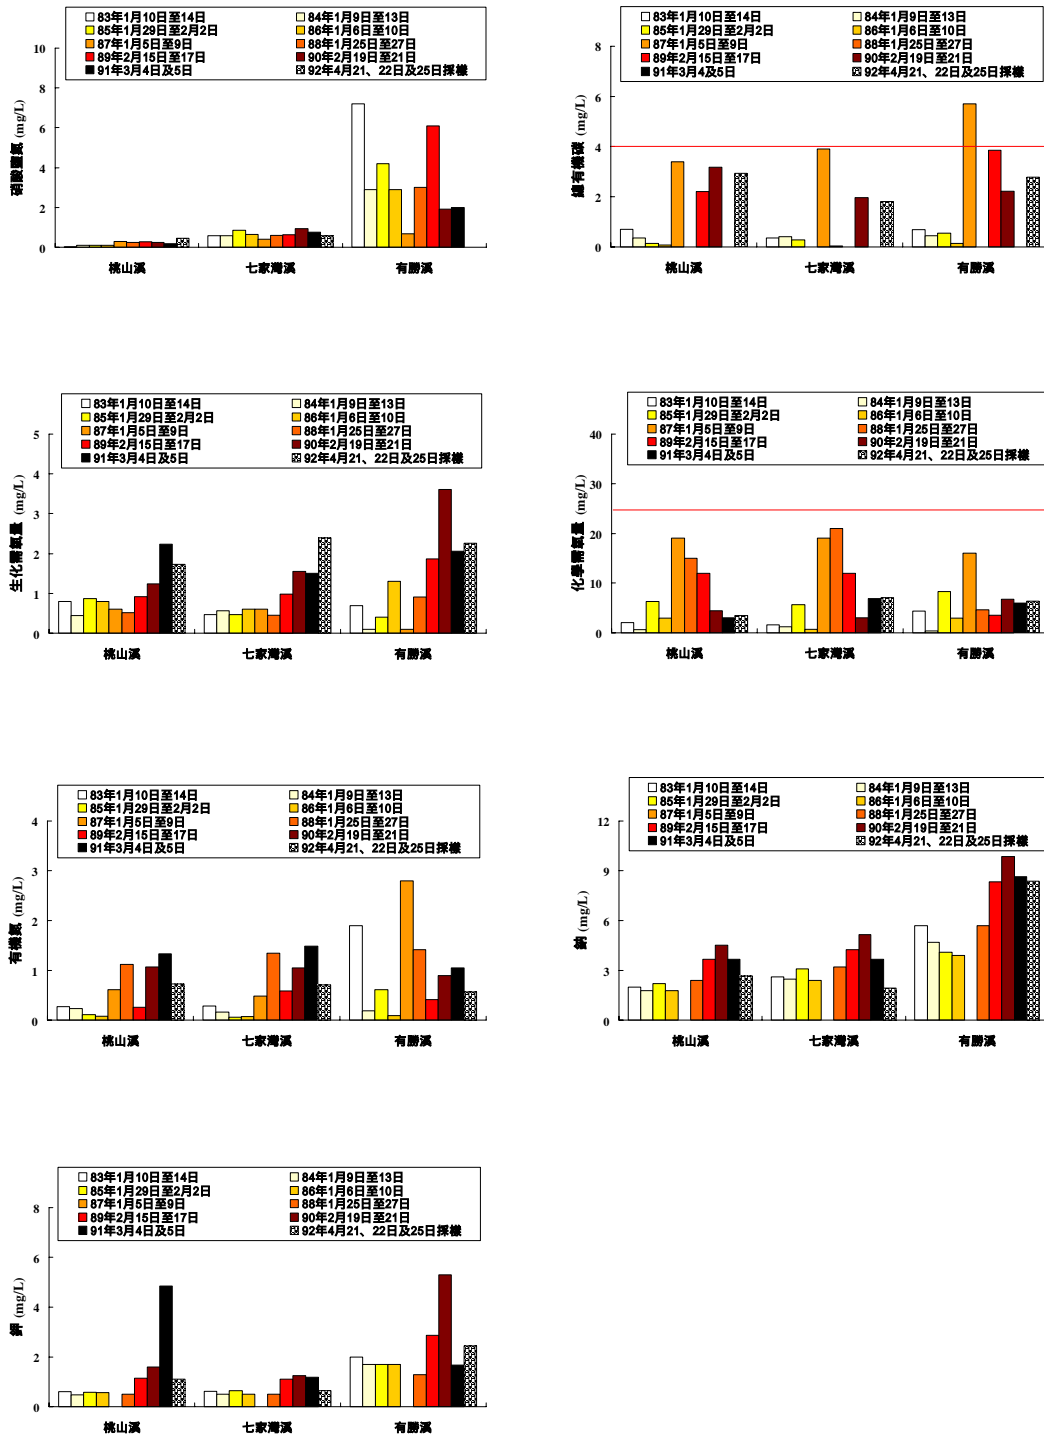 83年1月10日至14日 84年1月9日至13日
85年1月29日至2月2日 86年1月6日至10日
87年1月5日至9日 88年1月25日至27日
89年2月15日至17日 90年2月19日至21日
91年3月4日及5日 92年4月21、22日及25日採樣
硝酸鹽氮 (mg/L)
10
8
6
4
2
0
桃山溪 七家灣溪 有勝溪
83年1月10日至14日 84年1月9日至13日
85年1月29日至2月2日 86年1月6日至10日
87年1月5日至9日 88年1月25日至27日
89年2月15日至17日 90年2月19日至21日
91年3月4及5日 92年4月21、22日及25日採樣
總有機碳 (mg/L)
8
6
4
2
0
桃山溪 七家灣溪 有勝溪
83年1月10日至14日 84年1月9日至13日
85年1月29日至2月2日 86年1月6日至10日
87年1月5日至9日 88年1月25日至27日
89年2月15日至17日 90年2月19日至21日
91年3月4日及5日 92年4月21、22日及25日採樣
生化需氧量 (mg/L)
5
4
3
2
1
0
桃山溪 七家灣溪 有勝溪
83年1月10日至14日 84年1月9日至13日
85年1月29日至2月2日 86年1月6日至10日
87年1月5日至9日 88年1月25日至27日
89年2月15日至17日 90年2月19日至21日
91年3月4日及5日 92年4月21、22日及25日採樣
化學需氧量 (mg/L)
40
30
20
10
0
桃山溪 七家灣溪 有勝溪
83年1月10日至14日 84年1月9日至13日
85年1月29日至2月2日 86年1月6日至10日
87年1月5日至9日 88年1月25日至27日
89年2月15日至17日 90年2月19日至21日
91年3月4日及5日 92年4月21、22日及25日採樣
有機氮 (mg/L)
4
3
2
1
0
桃山溪 七家灣溪 有勝溪
83年1月10日至14日 84年1月9日至13日
85年1月29日至2月2日 86年1月6日至10日
87年1月5日至9日 88年1月25日至27日
89年2月15日至17日 90年2月19日至21日
91年3月4日及5日 92年4月21、22日及25日採樣
鈉 (mg/L)
12
9
6
3
0
桃山溪 七家灣溪 有勝溪
83年1月10日至14日 84年1月9日至13日
85年1月29日至2月2日 86年1月6日至10日
87年1月5日至9日 88年1月25日至27日
89年2月15日至17日 90年2月19日至21日
91年3月4日及5日 92年4月21、22日及25日採樣
鉀 (mg/L)
8
6
4
2
0
桃山溪 七家灣溪 有勝溪